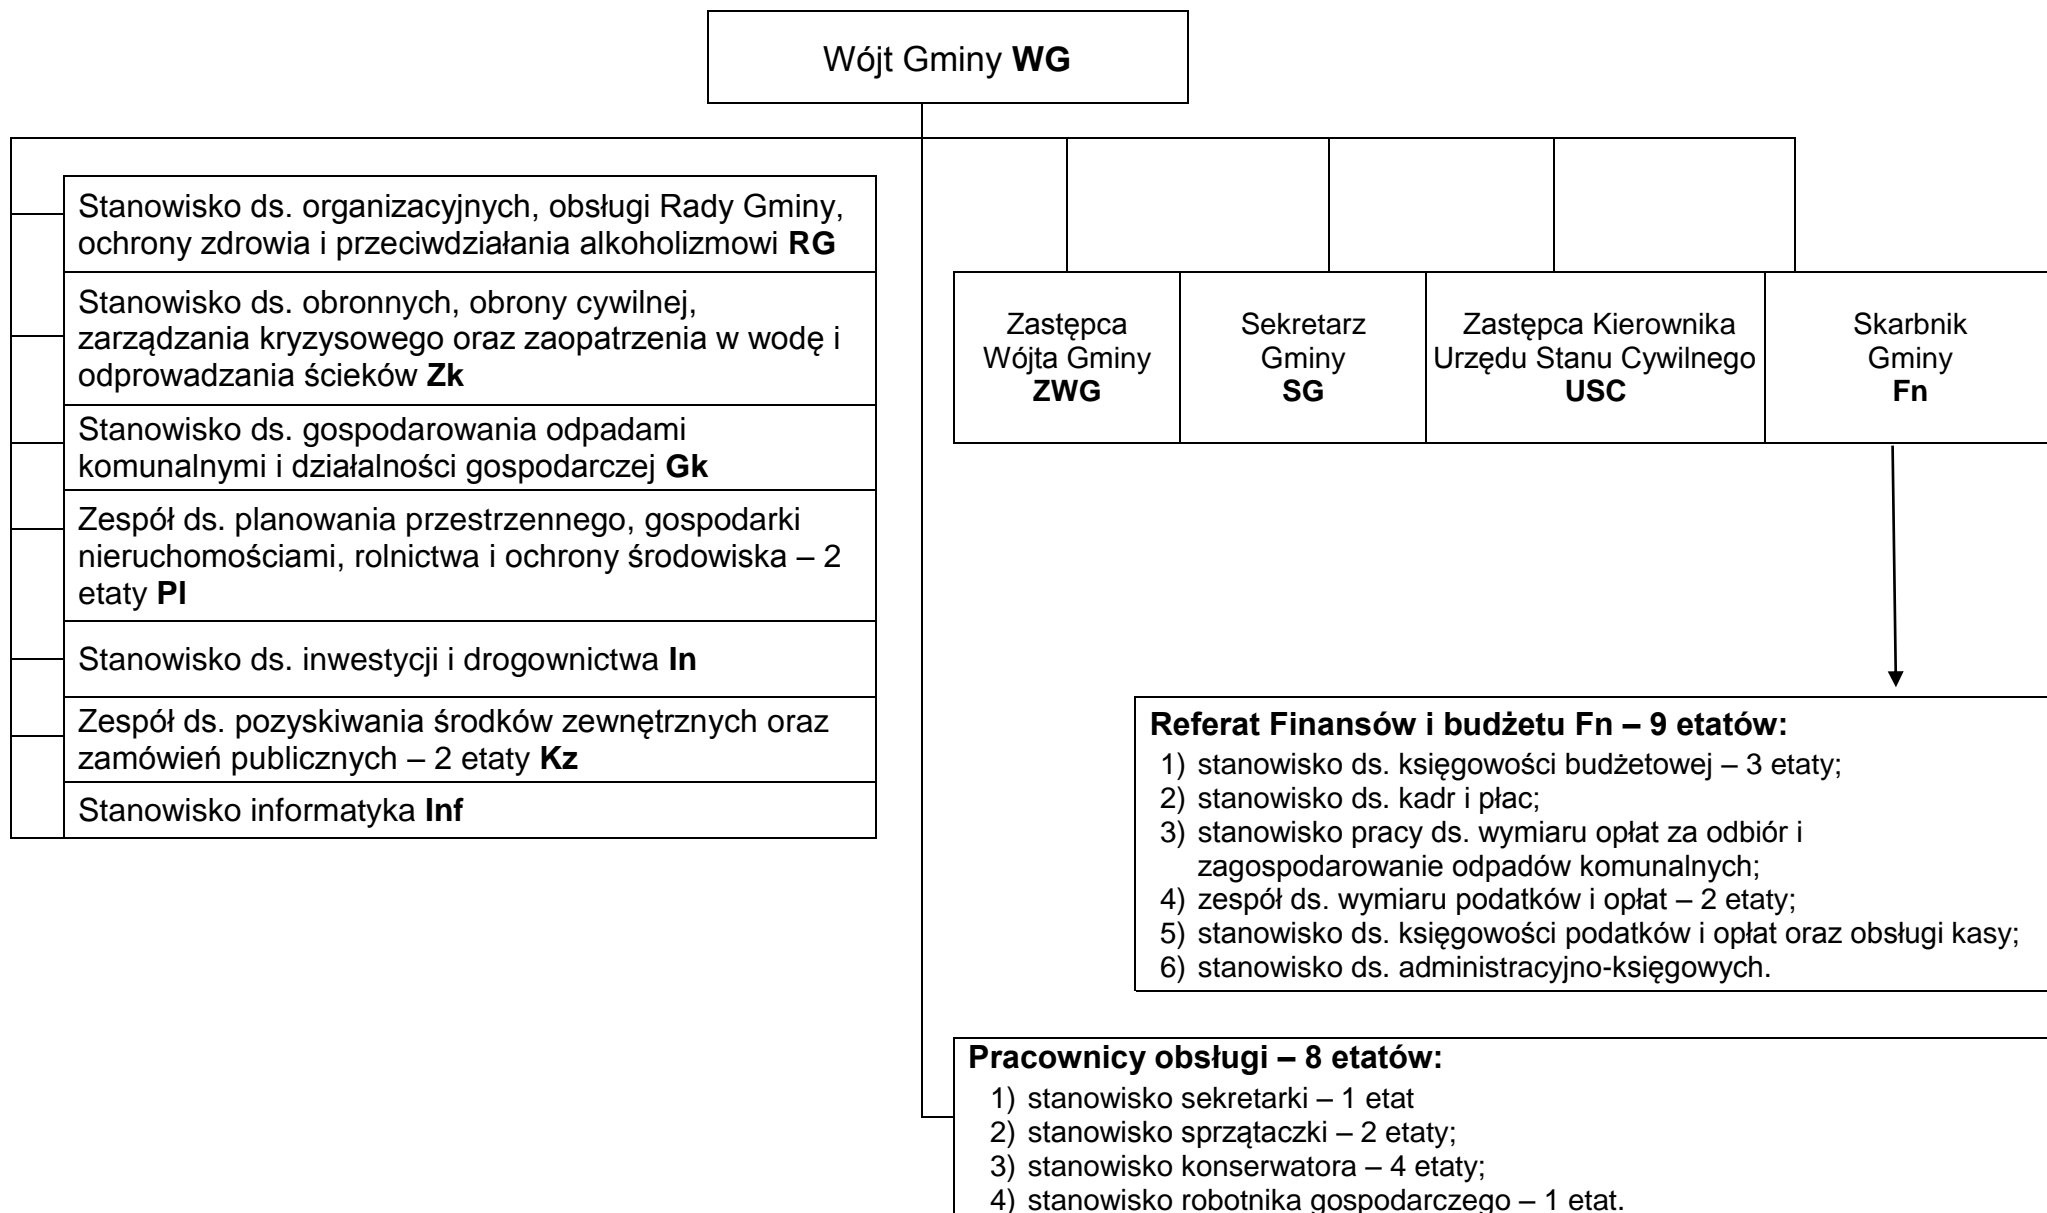 Wójt Gminy WG
Stanowisko ds. organizacyjnych, obsługi Rady Gminy,
ochrony zdrowia i przeciwdziałania alkoholizmowi RG
Stanowisko ds. obronnych, obrony cywilnej,
zarządzania kryzysowego oraz zaopatrzenia w wodę i
odprowadzania ścieków Zk
Stanowisko ds. gospodarowania odpadami
komunalnymi i działalności gospodarczej Gk
Zespół ds. planowania przestrzennego, gospodarki
nieruchomościami, rolnictwa i ochrony środowiska – 2
etaty Pl
Stanowisko ds. inwestycji i drogownictwa In
Zespół ds. pozyskiwania środków zewnętrznych oraz
zamówień publicznych – 2 etaty Kz
Stanowisko informatyka Inf
Zastępca
Wójta Gminy
ZWG
Sekretarz
Gminy
SG
Zastępca Kierownika
Urzędu Stanu Cywilnego
USC
Skarbnik
Gminy
Fn
Referat Finansów i budżetu Fn – 9 etatów:
1) stanowisko ds. księgowości budżetowej – 3 etaty;
2) stanowisko ds. kadr i płac;
3) stanowisko pracy ds. wymiaru opłat za odbiór i
zagospodarowanie odpadów komunalnych;
4) zespół ds. wymiaru podatków i opłat – 2 etaty;
5) stanowisko ds. księgowości podatków i opłat oraz obsługi kasy;
6) stanowisko ds. administracyjno-księgowych.
Pracownicy obsługi – 8 etatów:
1) stanowisko sekretarki – 1 etat
2) stanowisko sprzątaczki – 2 etaty;
3) stanowisko konserwatora – 4 etaty;
4) stanowisko robotnika gospodarczego – 1 etat.